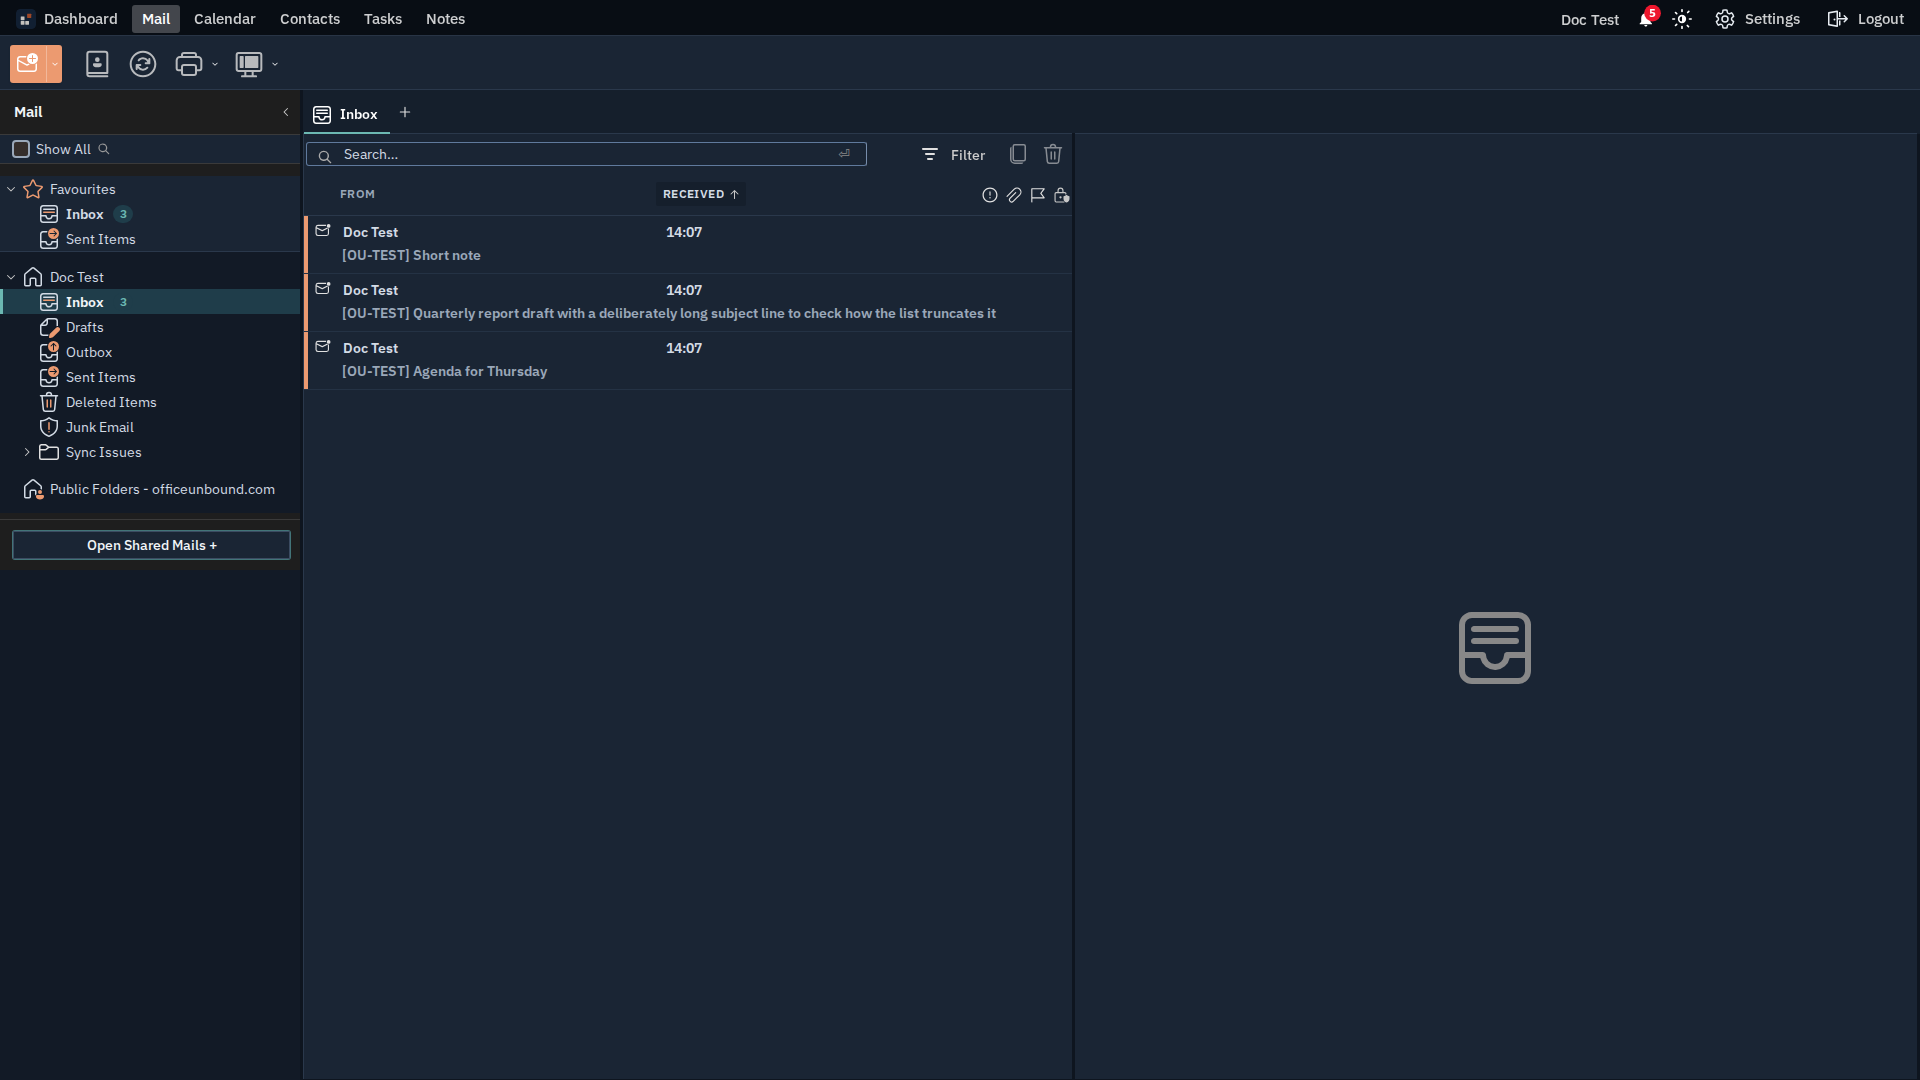 Dashboard Mail Calendar Contacts Tasks Notes Doc Test 5 Settings Logout
Mail
Show All
Favourites
Inbox 3
Sent Items
Doc Test
Inbox 3
Drafts
Outbox
Sent Items
Deleted Items
Junk Email
Sync Issues
Public Folders - officeunbound.com
Open Shared Mails +
Inbox +
Search... Filter
FROM RECEIVED
Doc Test 14:07
[OU-TEST] Short note
Doc Test 14:07
[OU-TEST] Quarterly report draft with a deliberately long subject line to check how the list truncates it
Doc Test 14:07
[OU-TEST] Agenda for Thursday